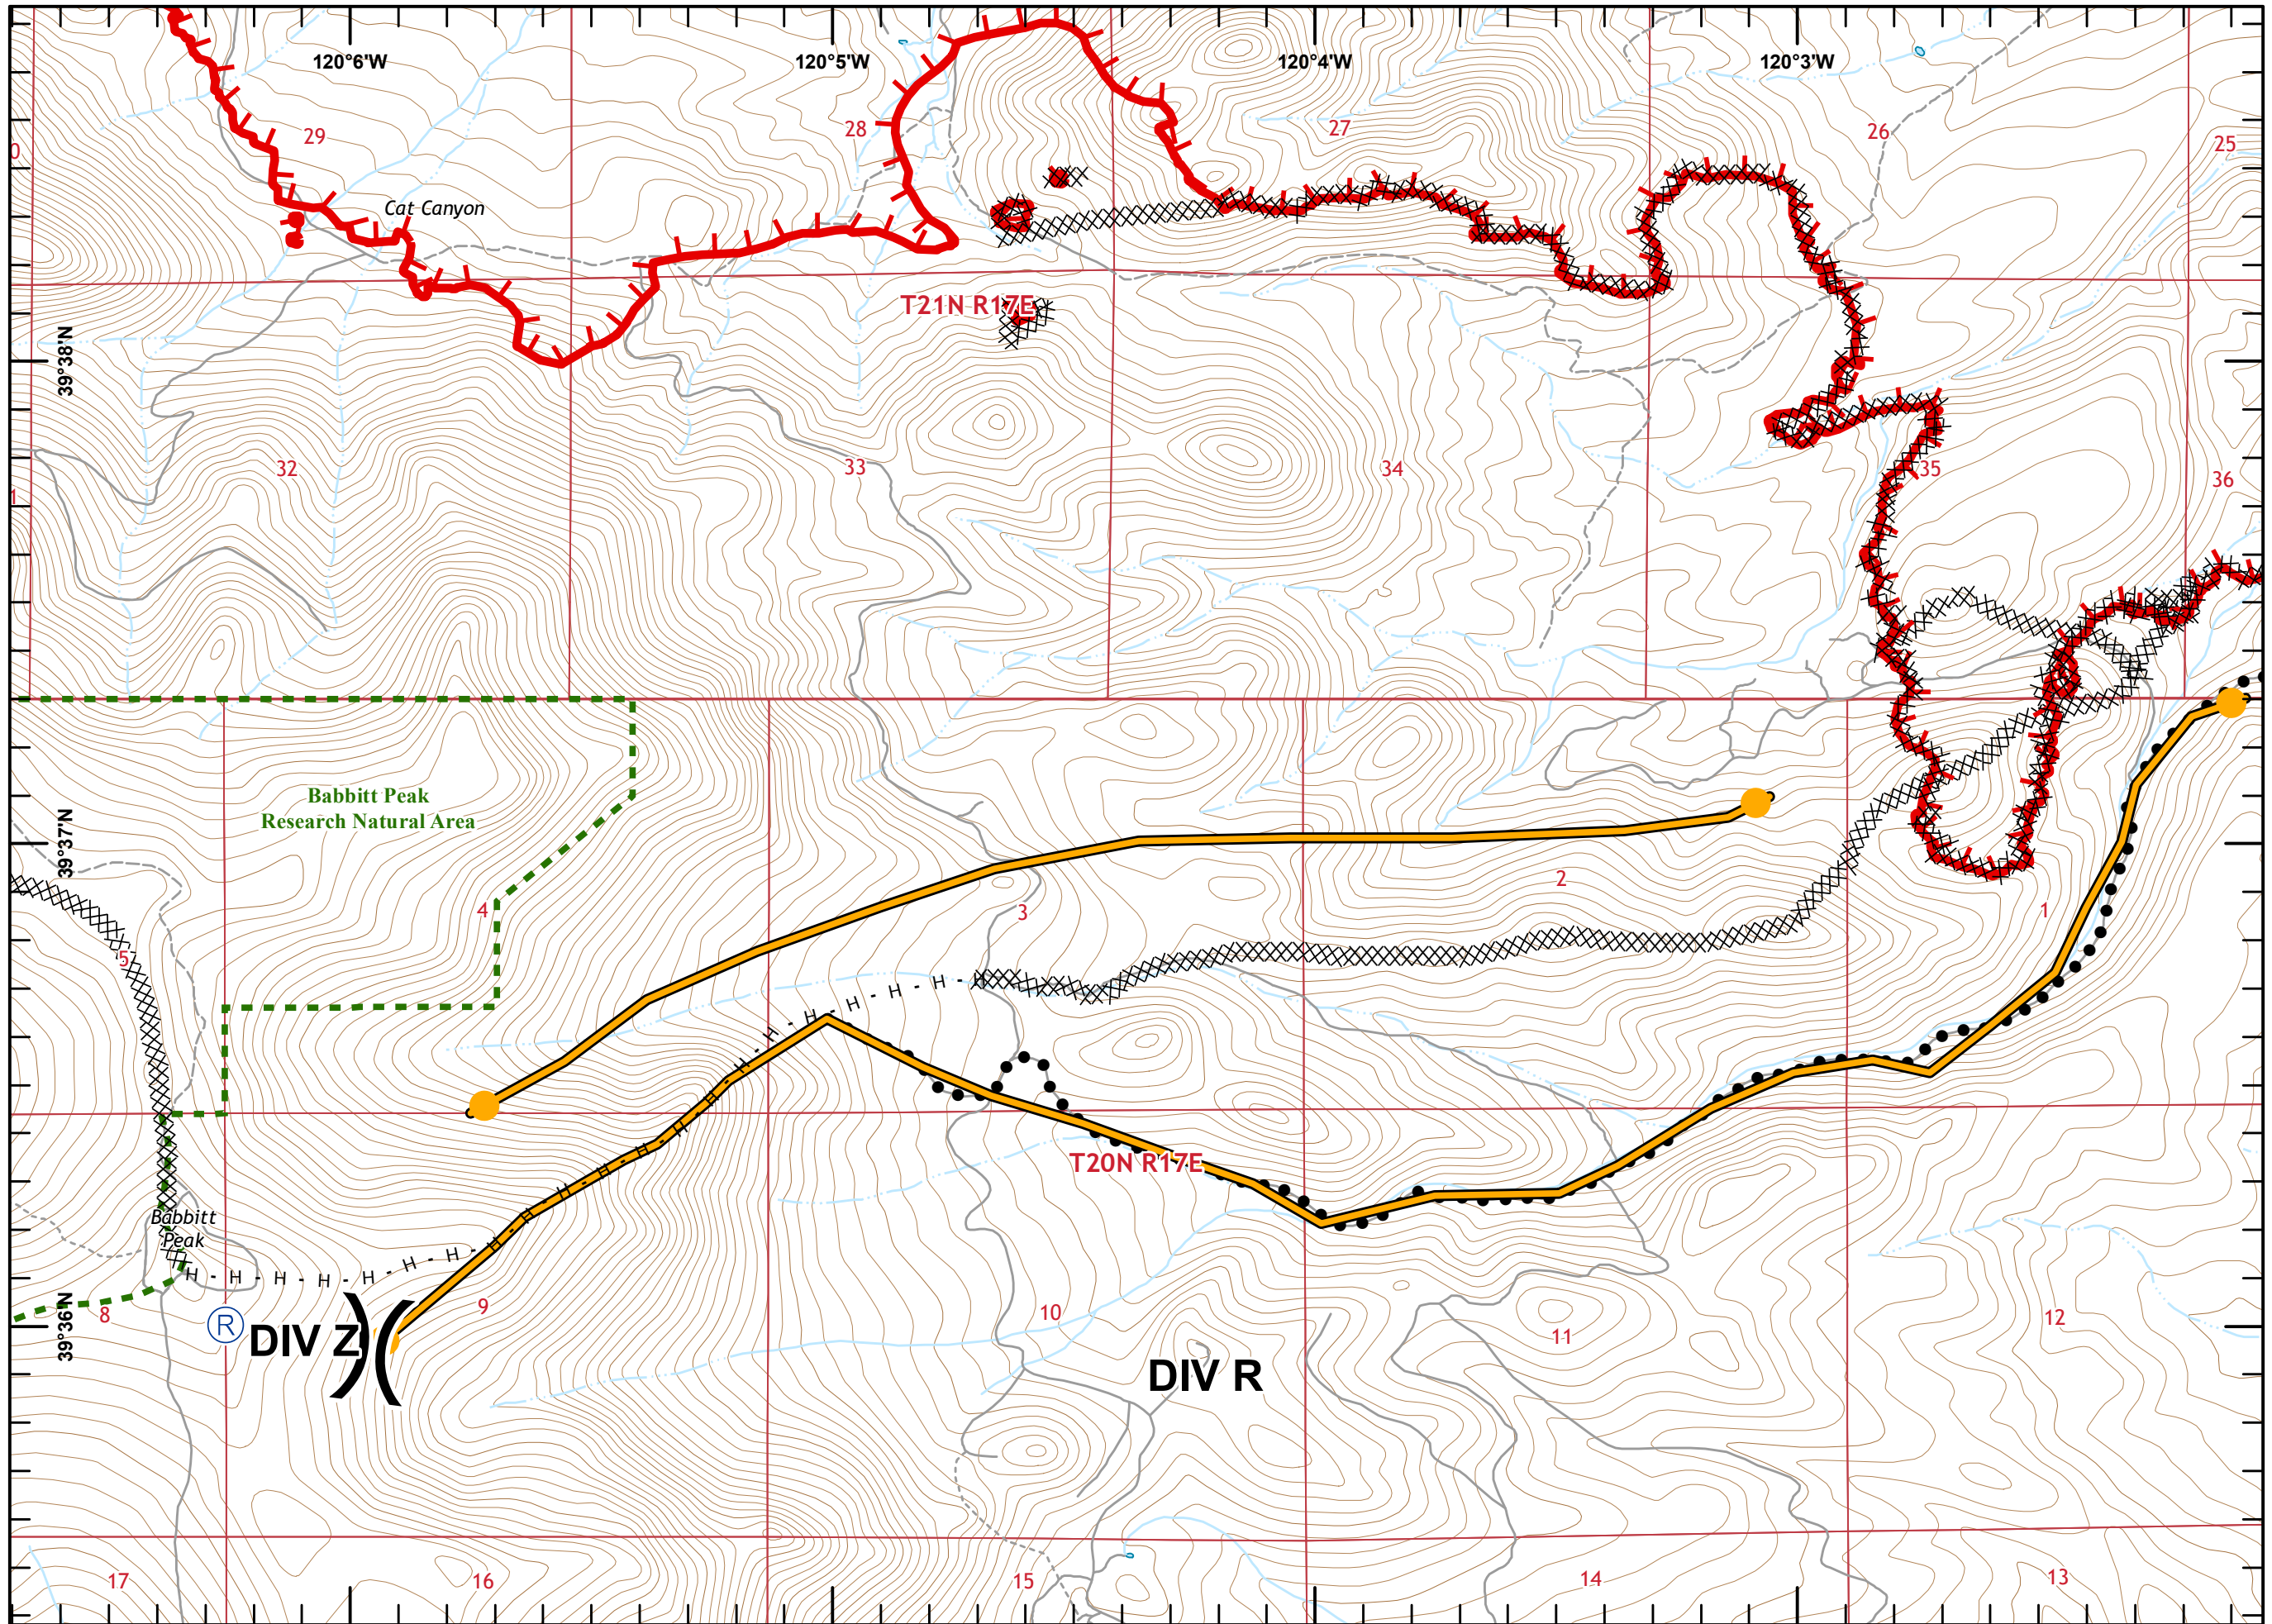 120°6'W
120°5'W
120°4'W
120°3'W
29
28
27
26
25
0
Cat Canyon
T21N R17E
39°38'N
32
33
34
35
36
1
Babbitt Peak
Research Natural Area
39°37'N
4
3
2
1
5
H - H - H - H - H
T20N R17E
Babbitt
Peak
H - H - H - H - H - H - H - H
39°36'N
8
R
DIV Z
9
10
DIV R
11
12
17
16
15
14
13